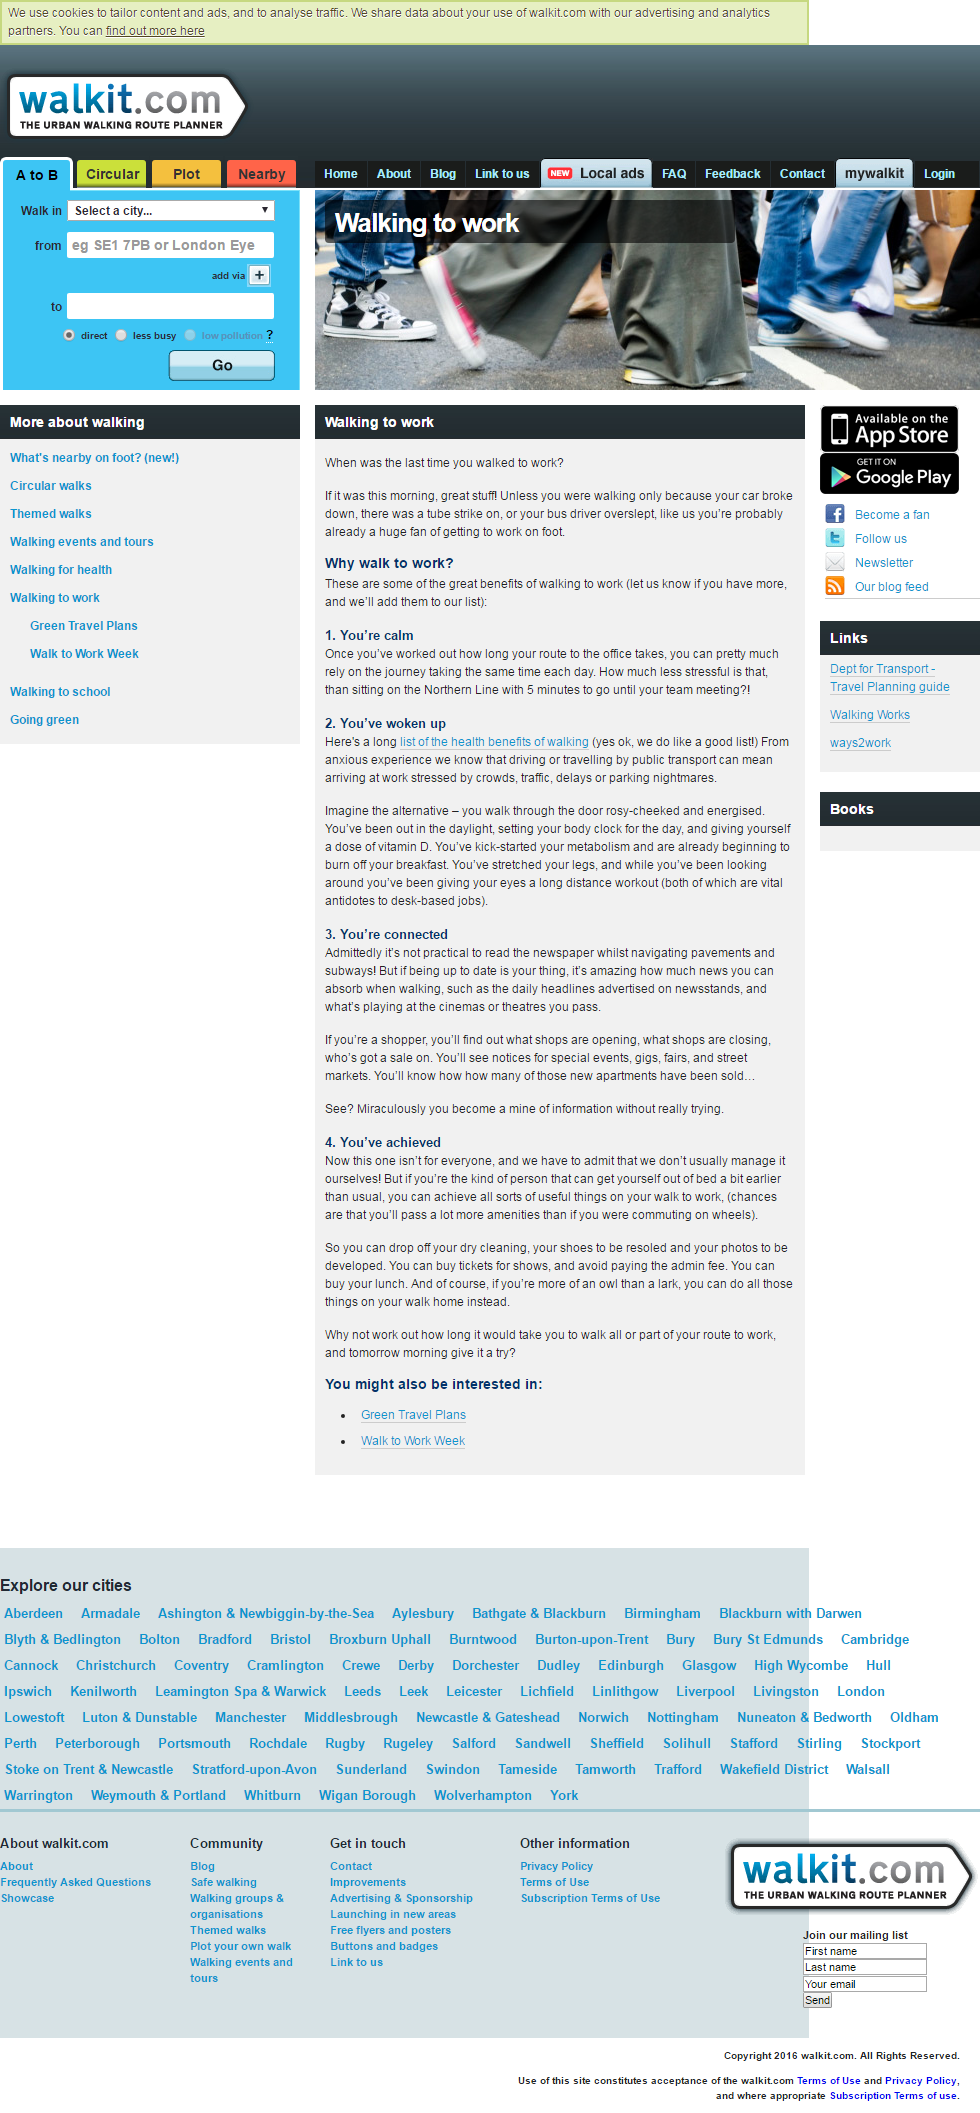 We use cookies to tailor content and ads, and to analyse traffic. We share data about your use of walkit.com with our advertising and analytics
partners. You can find out more here
walkit.com
THE URBAN WALKING ROUTE PLANNER
A to B Circular Plot Nearby
Home About Blog Link to us NEW Local ads FAQ Feedback Contact mywalkit Login
Walk in Select a city...
from eg SE1 7PB or London Eye
add via +
to
direct less busy low pollution ?
Go
Walking to work
More about walking
What's nearby on foot? (new!)
Circular walks
Themed walks
Walking events and tours
Walking for health
Walking to work
Green Travel Plans
Walk to Work Week
Walking to school
Going green
Walking to work
When was the last time you walked to work?
If it was this morning, great stuff! Unless you were walking only because your car broke
down, there was a tube strike on, or your bus driver overslept, like us you’re probably
already a huge fan of getting to work on foot.
Why walk to work?
These are some of the great benefits of walking to work (let us know if you have more,
and we’ll add them to our list):
1. You’re calm
Once you’ve worked out how long your route to the office takes, you can pretty much
rely on the journey taking the same time each day. How much less stressful is that,
than sitting on the Northern Line with 5 minutes to go until your team meeting?!
2. You’ve woken up
Here's a long list of the health benefits of walking (yes ok, we do like a good list!) From
anxious experience we know that driving or travelling by public transport can mean
arriving at work stressed by crowds, traffic, delays or parking nightmares.
Imagine the alternative – you walk through the door rosy-cheeked and energised.
You’ve been out in the daylight, setting your body clock for the day, and giving yourself
a dose of vitamin D. You’ve kick-started your metabolism and are already beginning to
burn off your breakfast. You’ve stretched your legs, and while you’ve been looking
around you’ve been giving your eyes a long distance workout (both of which are vital
antidotes to desk-based jobs).
3. You’re connected
Admittedly it’s not practical to read the newspaper whilst navigating pavements and
subways! But if being up to date is your thing, it’s amazing how much news you can
absorb when walking, such as the daily headlines advertised on newsstands, and
what’s playing at the cinemas or theatres you pass.
If you’re a shopper, you’ll find out what shops are opening, what shops are closing,
who’s got a sale on. You’ll see notices for special events, gigs, fairs, and street
markets. You’ll know how how many of those new apartments have been sold…
See? Miraculously you become a mine of information without really trying.
4. You’ve achieved
Now this one isn’t for everyone, and we have to admit that we don’t usually manage it
ourselves! But if you’re the kind of person that can get yourself out of bed a bit earlier
than usual, you can achieve all sorts of useful things on your walk to work, (chances
are that you’ll pass a lot more amenities than if you were commuting on wheels).
So you can drop off your dry cleaning, your shoes to be resoled and your photos to be
developed. You can buy tickets for shows, and avoid paying the admin fee. You can
buy your lunch. And of course, if you’re more of an owl than a lark, you can do all those
things on your walk home instead.
Why not work out how long it would take you to walk all or part of your route to work,
and tomorrow morning give it a try?
You might also be interested in:
Green Travel Plans
Walk to Work Week
Available on the
App Store
GET IT ON
Google Play
Become a fan
Follow us
Newsletter
Our blog feed
Links
Dept for Transport -
Travel Planning guide
Walking Works
ways2work
Books
Explore our cities
Aberdeen Armadale Ashington & Newbiggin-by-the-Sea Aylesbury Bathgate & Blackburn Birmingham Blackburn with Darwen
Blyth & Bedlington Bolton Bradford Bristol Broxburn Uphall Burntwood Burton-upon-Trent Bury Bury St Edmunds Cambridge
Cannock Christchurch Coventry Cramlington Crewe Derby Dorchester Dudley Edinburgh Glasgow High Wycombe Hull
Ipswich Kenilworth Leamington Spa & Warwick Leeds Leek Leicester Lichfield Linlithgow Liverpool Livingston London
Lowestoft Luton & Dunstable Manchester Middlesbrough Newcastle & Gateshead Norwich Nottingham Nuneaton & Bedworth Oldham
Perth Peterborough Portsmouth Rochdale Rugby Rugeley Salford Sandwell Sheffield Solihull Stafford Stirling Stockport
Stoke on Trent & Newcastle Stratford-upon-Avon Sunderland Swindon Tameside Tamworth Trafford Wakefield District Walsall
Warrington Weymouth & Portland Whitburn Wigan Borough Wolverhampton York
About walkit.com
About
Frequently Asked Questions
Showcase
Community
Blog
Safe walking
Walking groups &
organisations
Themed walks
Plot your own walk
Walking events and
tours
Get in touch
Contact
Improvements
Advertising & Sponsorship
Launching in new areas
Free flyers and posters
Buttons and badges
Link to us
Other information
Privacy Policy
Terms of Use
Subscription Terms of Use
walkit.com
THE URBAN WALKING ROUTE PLANNER
Join our mailing list
First name
Last name
Your email
Send
Copyright 2016 walkit.com. All Rights Reserved.
Use of this site constitutes acceptance of the walkit.com Terms of Use and Privacy Policy,
and where appropriate Subscription Terms of use.